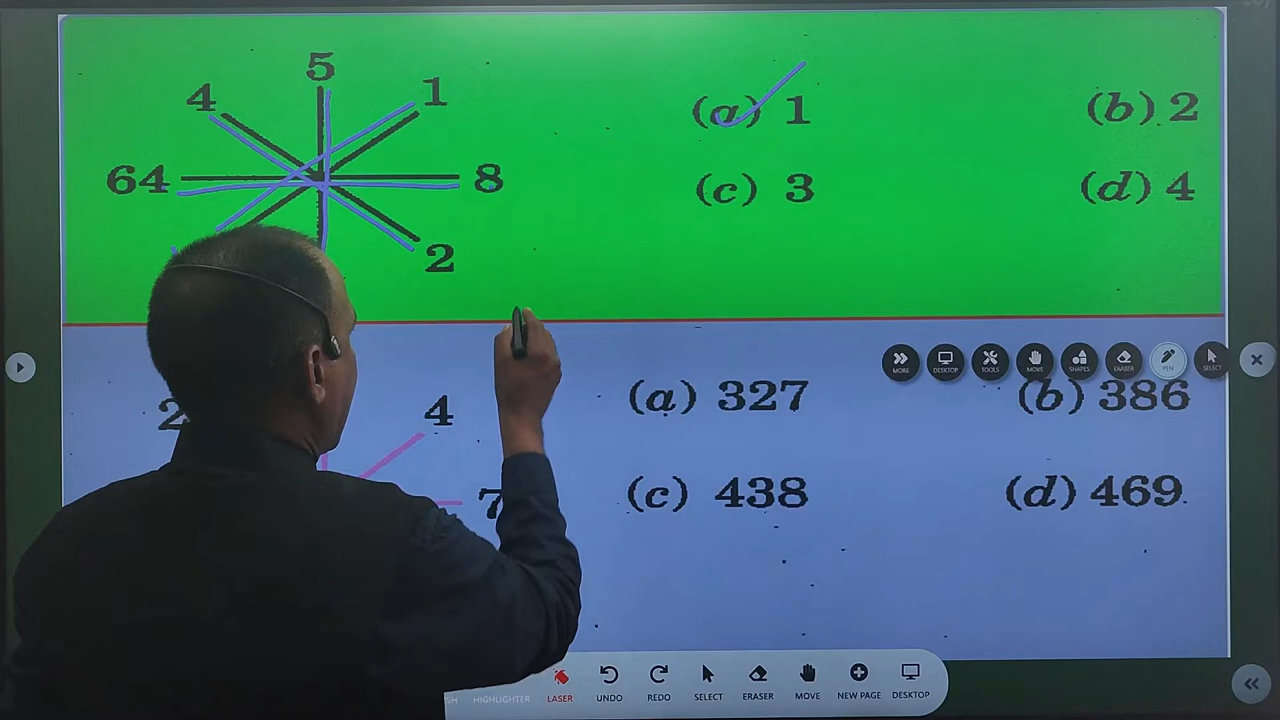 5
4 1
(a) 1 (b) 2
64 8
(c) 3 (d) 4
2
MORE DESKTOP TOOLS MOVE SHAPES ERASER PEN SELECT
4
(a) 327 (b) 386
7
(c) 438 (d) 469
HIGHLIGHTER LASER UNDO REDO SELECT ERASER MOVE NEW PAGE DESKTOP